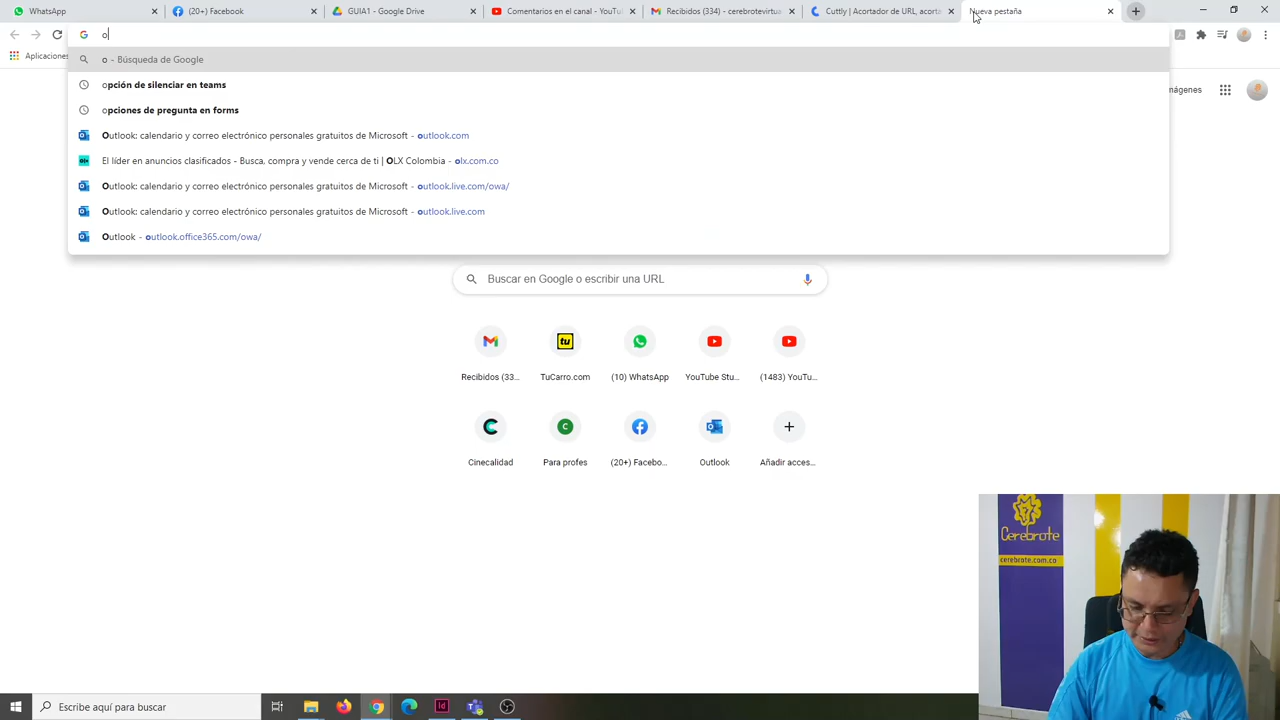 WhatsApp
(20+) Facebook
GUIA1 - Google Drive
Comentarios en el canal - YouTu
Recibidos (334) - cerebrotevirtua
Cuttly | Acortador de URL, acorta
Nueva pestaña
o
Aplicaciones
o - Búsqueda de Google
opción de silenciar en teams
opciones de pregunta en forms
Outlook: calendario y correo electrónico personales gratuitos de Microsoft - outlook.com
El líder en anuncios clasificados - Busca, compra y vende cerca de ti | OLX Colombia - olx.com.co
Outlook: calendario y correo electrónico personales gratuitos de Microsoft - outlook.live.com/owa/
Outlook: calendario y correo electrónico personales gratuitos de Microsoft - outlook.live.com
Outlook - outlook.office365.com/owa/
mágenes
Buscar en Google o escribir una URL
Recibidos (33...
TuCarro.com
(10) WhatsApp
YouTube Stu...
(1483) YouTu...
Para profes
Cinecalidad
(20+) Facebo...
Outlook
Añadir acces...
Cerebrote
cerebrote.com.co
Escribe aquí para buscar